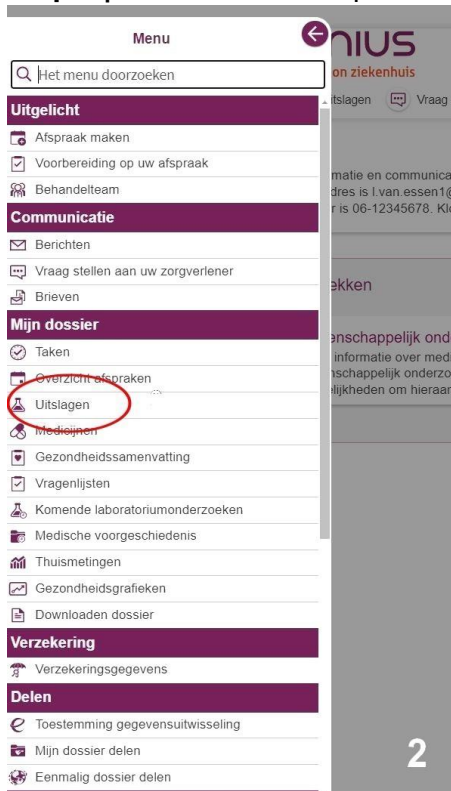 Menu
Het menu doorzoeken
nius
on ziekenhuis
itslagen Vraag
Uitgelicht
Afspraak maken
Voorbereiding op uw afspraak
Behandelteam
matie en communica
dres is l.van.essen1@
r is 06-12345678. Klo
Communicatie
Berichten
Vraag stellen aan uw zorgverlener
Brieven
ekken
Mijn dossier
Taken
Overzicht afspraken
Uitslagen
Medicijnen
Gezondheidssamenvatting
Vragenlijsten
Komende laboratoriumonderzoeken
Medische voorgeschiedenis
Thuismetingen
Gezondheidsgrafieken
Downloaden dossier
enschappelijk ond
informatie over med
nschappelijk onderzo
elijkheden om hieraan
Verzekering
Verzekeringsgegevens
Delen
Toestemming gegevensuitwisseling
Mijn dossier delen
Eenmalig dossier delen
2